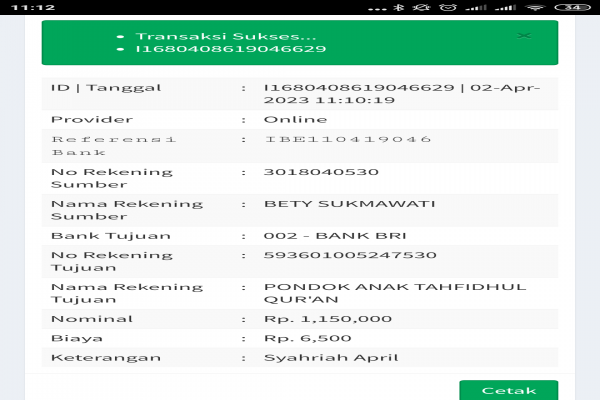 11:12
34
Transaksi Sukses...
I1680408619046629
ID | Tanggal : I1680408619046629 | 02-Apr-
2023 11:10:19
Provider : Online
Referensi : IBE110419046
Bank
No Rekening : 3018040530
Sumber
Nama Rekening : BETY SUKMAWATI
Sumber
Bank Tujuan : 002 - BANK BRI
No Rekening : 593601005247530
Tujuan
Nama Rekening : PONDOK ANAK TAHFIDHUL
Tujuan QUR'AN
Nominal : Rp. 1,150,000
Biaya : Rp. 6,500
Keterangan : Syahriah April
Cetak